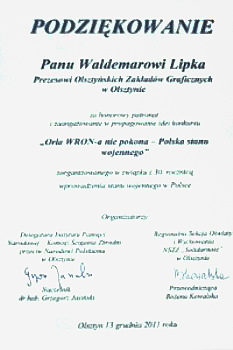 PODZIĘKOWANIE
Panu Waldemarowi Lipka
Prezesowi Olsztyńskich Zakładów Graficznych
w Olsztynie
za honorowy patronat
i zaangażowanie w propagowanie idei konkursu
„Orła WRON-a nie pokona – Polska stanu
wojennego”
zorganizowanego w związku z 30. rocznicą
wprowadzenia stanu wojennego w Polsce
Organizatorzy:
Delegatura Instytutu Pamięci
Narodowej – Komisji Ścigania Zbrodni
przeciw Narodowi Polskiemu
w Olsztynie
Naczelnik
dr hab. Grzegorz Jasiński
Regionalna Sekcja Oświaty
i Wychowania
NSZZ „Solidarność”
w Olsztynie
Przewodnicząca
Bożena Kowalska
Olsztyn 13 grudnia 2011 roku